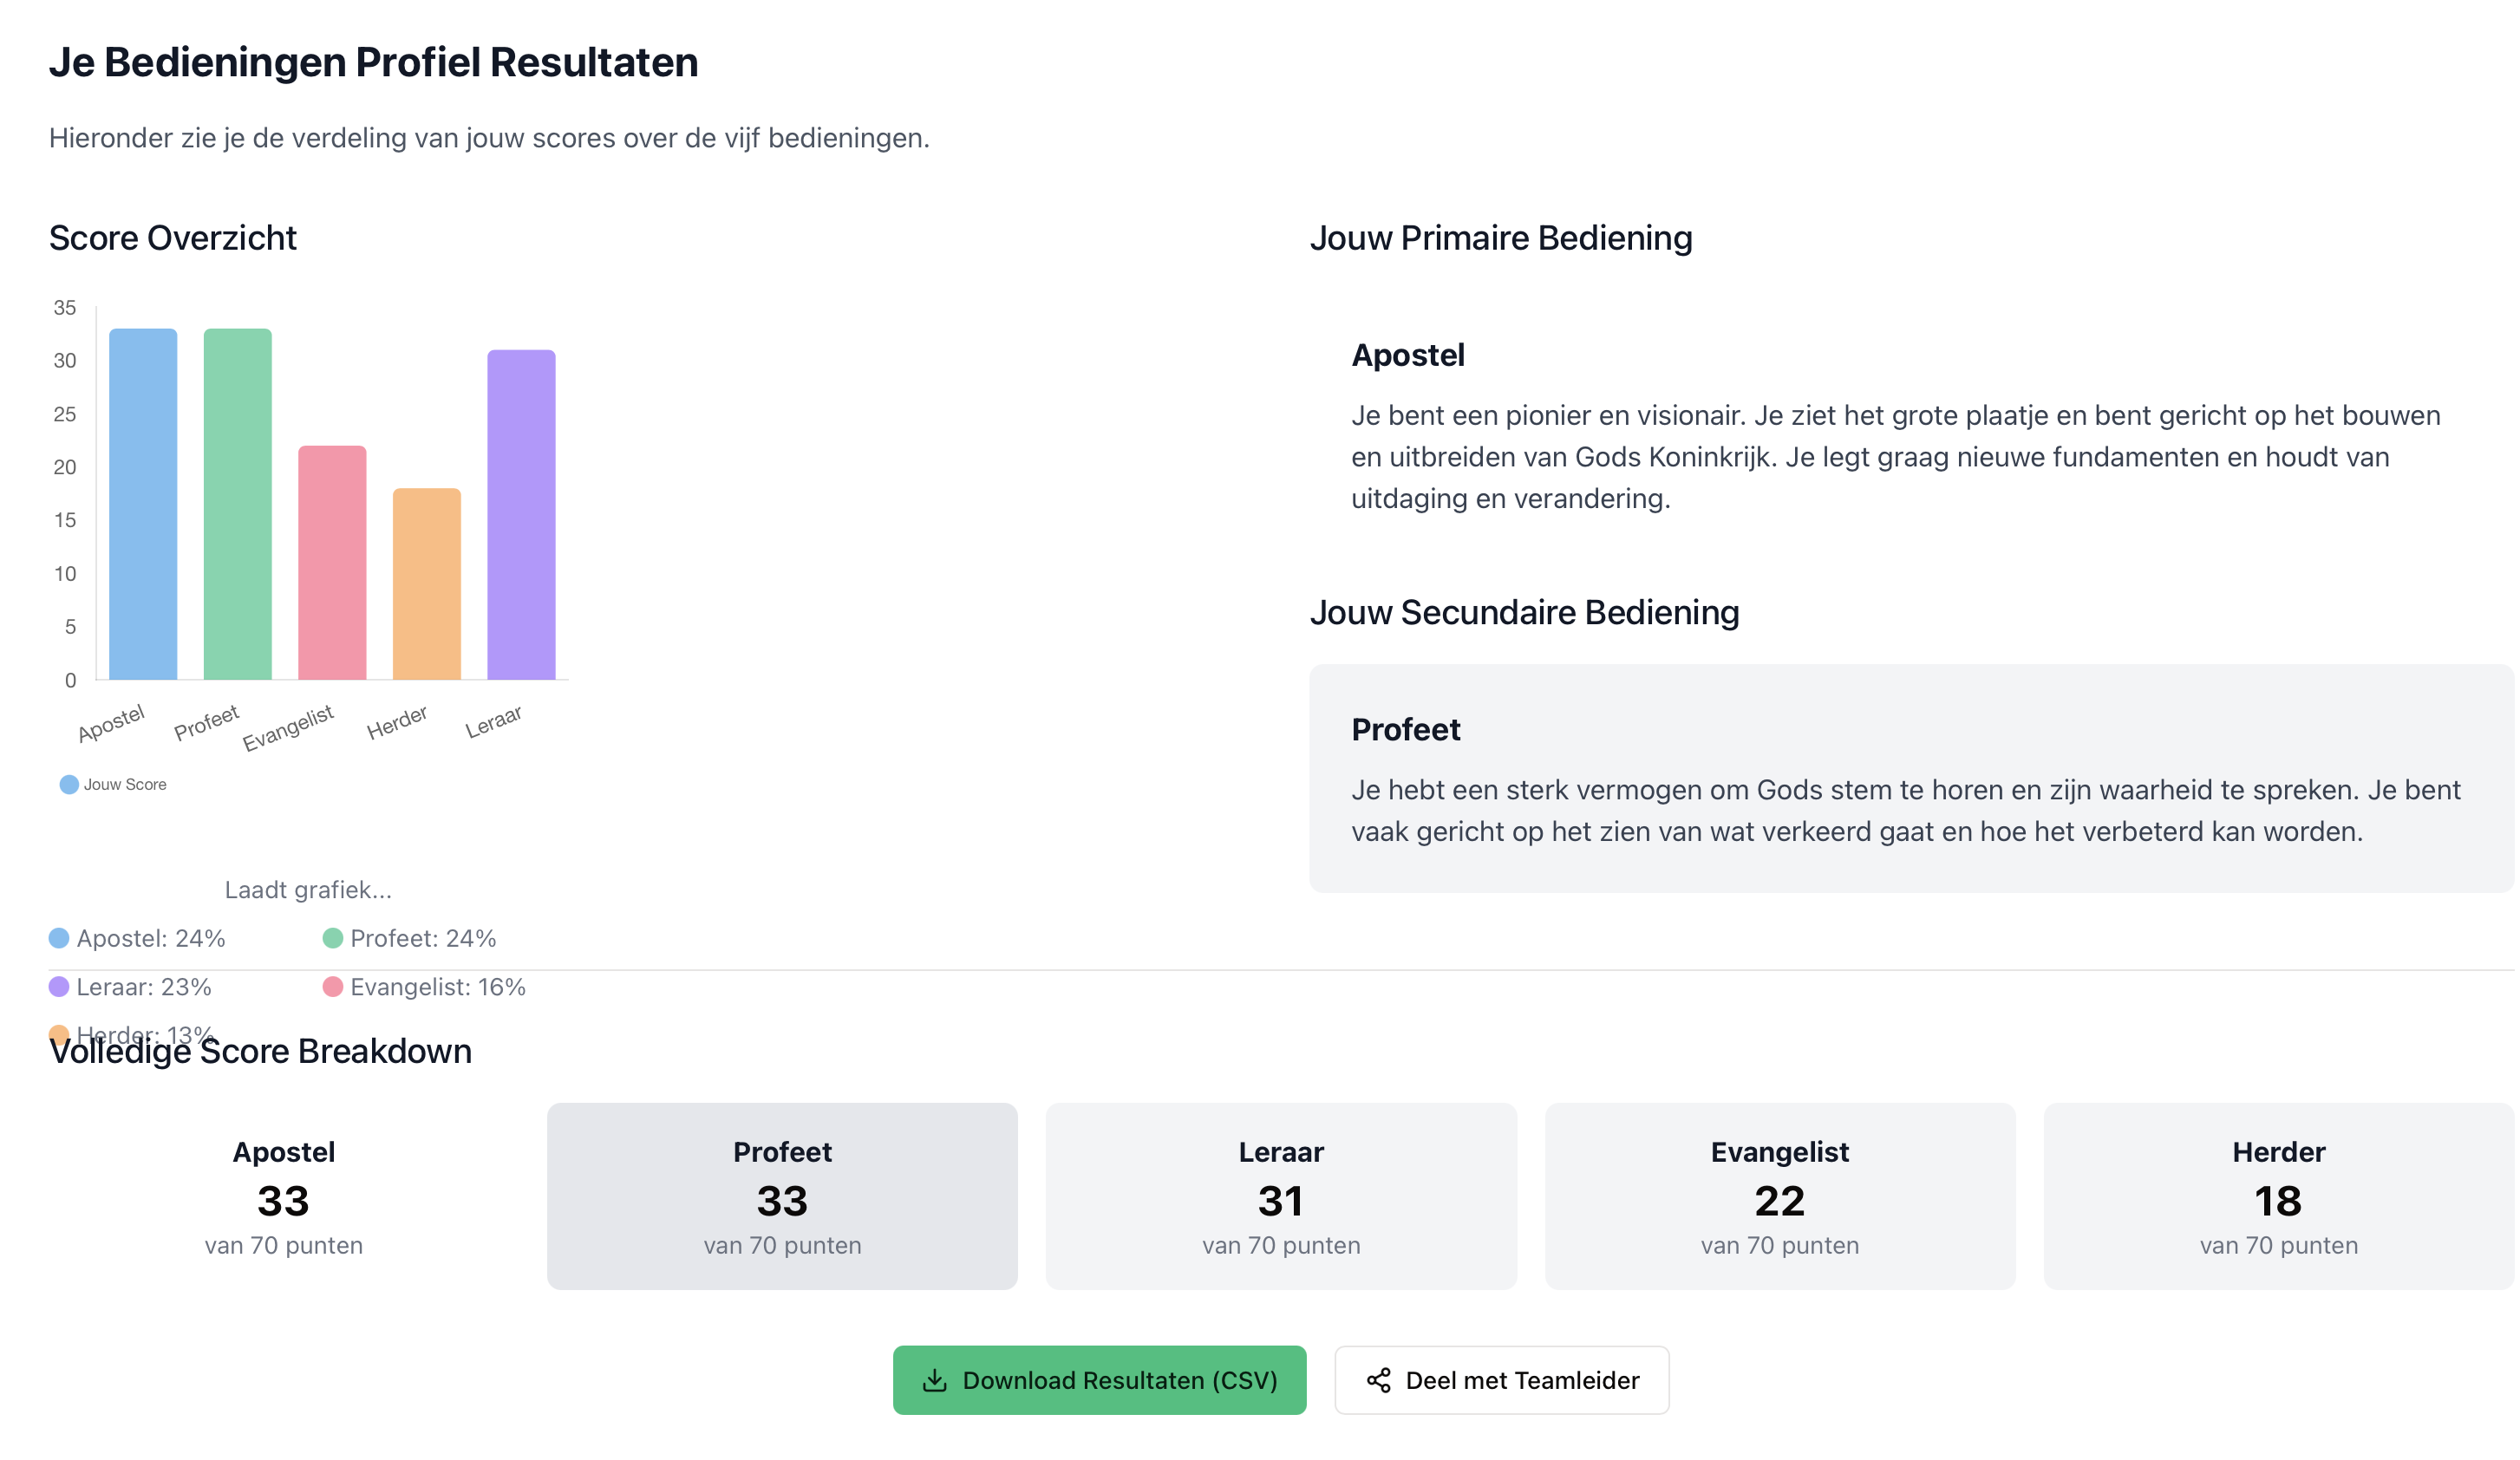 Je Bedieningen Profiel Resultaten
Hieronder zie je de verdeling van jouw scores over de vijf bedieningen.
Score Overzicht
35
30
25
20
15
10
5
0
Apostel
Profeet
Evangelist
Herder
Leraar
Jouw Score
Laadt grafiek...
Apostel: 24%
Profeet: 24%
Leraar: 23%
Evangelist: 16%
Herder: 13%
Jouw Primaire Bediening
Apostel
Je bent een pionier en visionair. Je ziet het grote plaatje en bent gericht op het bouwen
en uitbreiden van Gods Koninkrijk. Je legt graag nieuwe fundamenten en houdt van
uitdaging en verandering.
Jouw Secundaire Bediening
Profeet
Je hebt een sterk vermogen om Gods stem te horen en zijn waarheid te spreken. Je bent
vaak gericht op het zien van wat verkeerd gaat en hoe het verbeterd kan worden.
Volledige Score Breakdown
Apostel
33
van 70 punten
Profeet
33
van 70 punten
Leraar
31
van 70 punten
Evangelist
22
van 70 punten
Herder
18
van 70 punten
Download Resultaten (CSV)
Deel met Teamleider